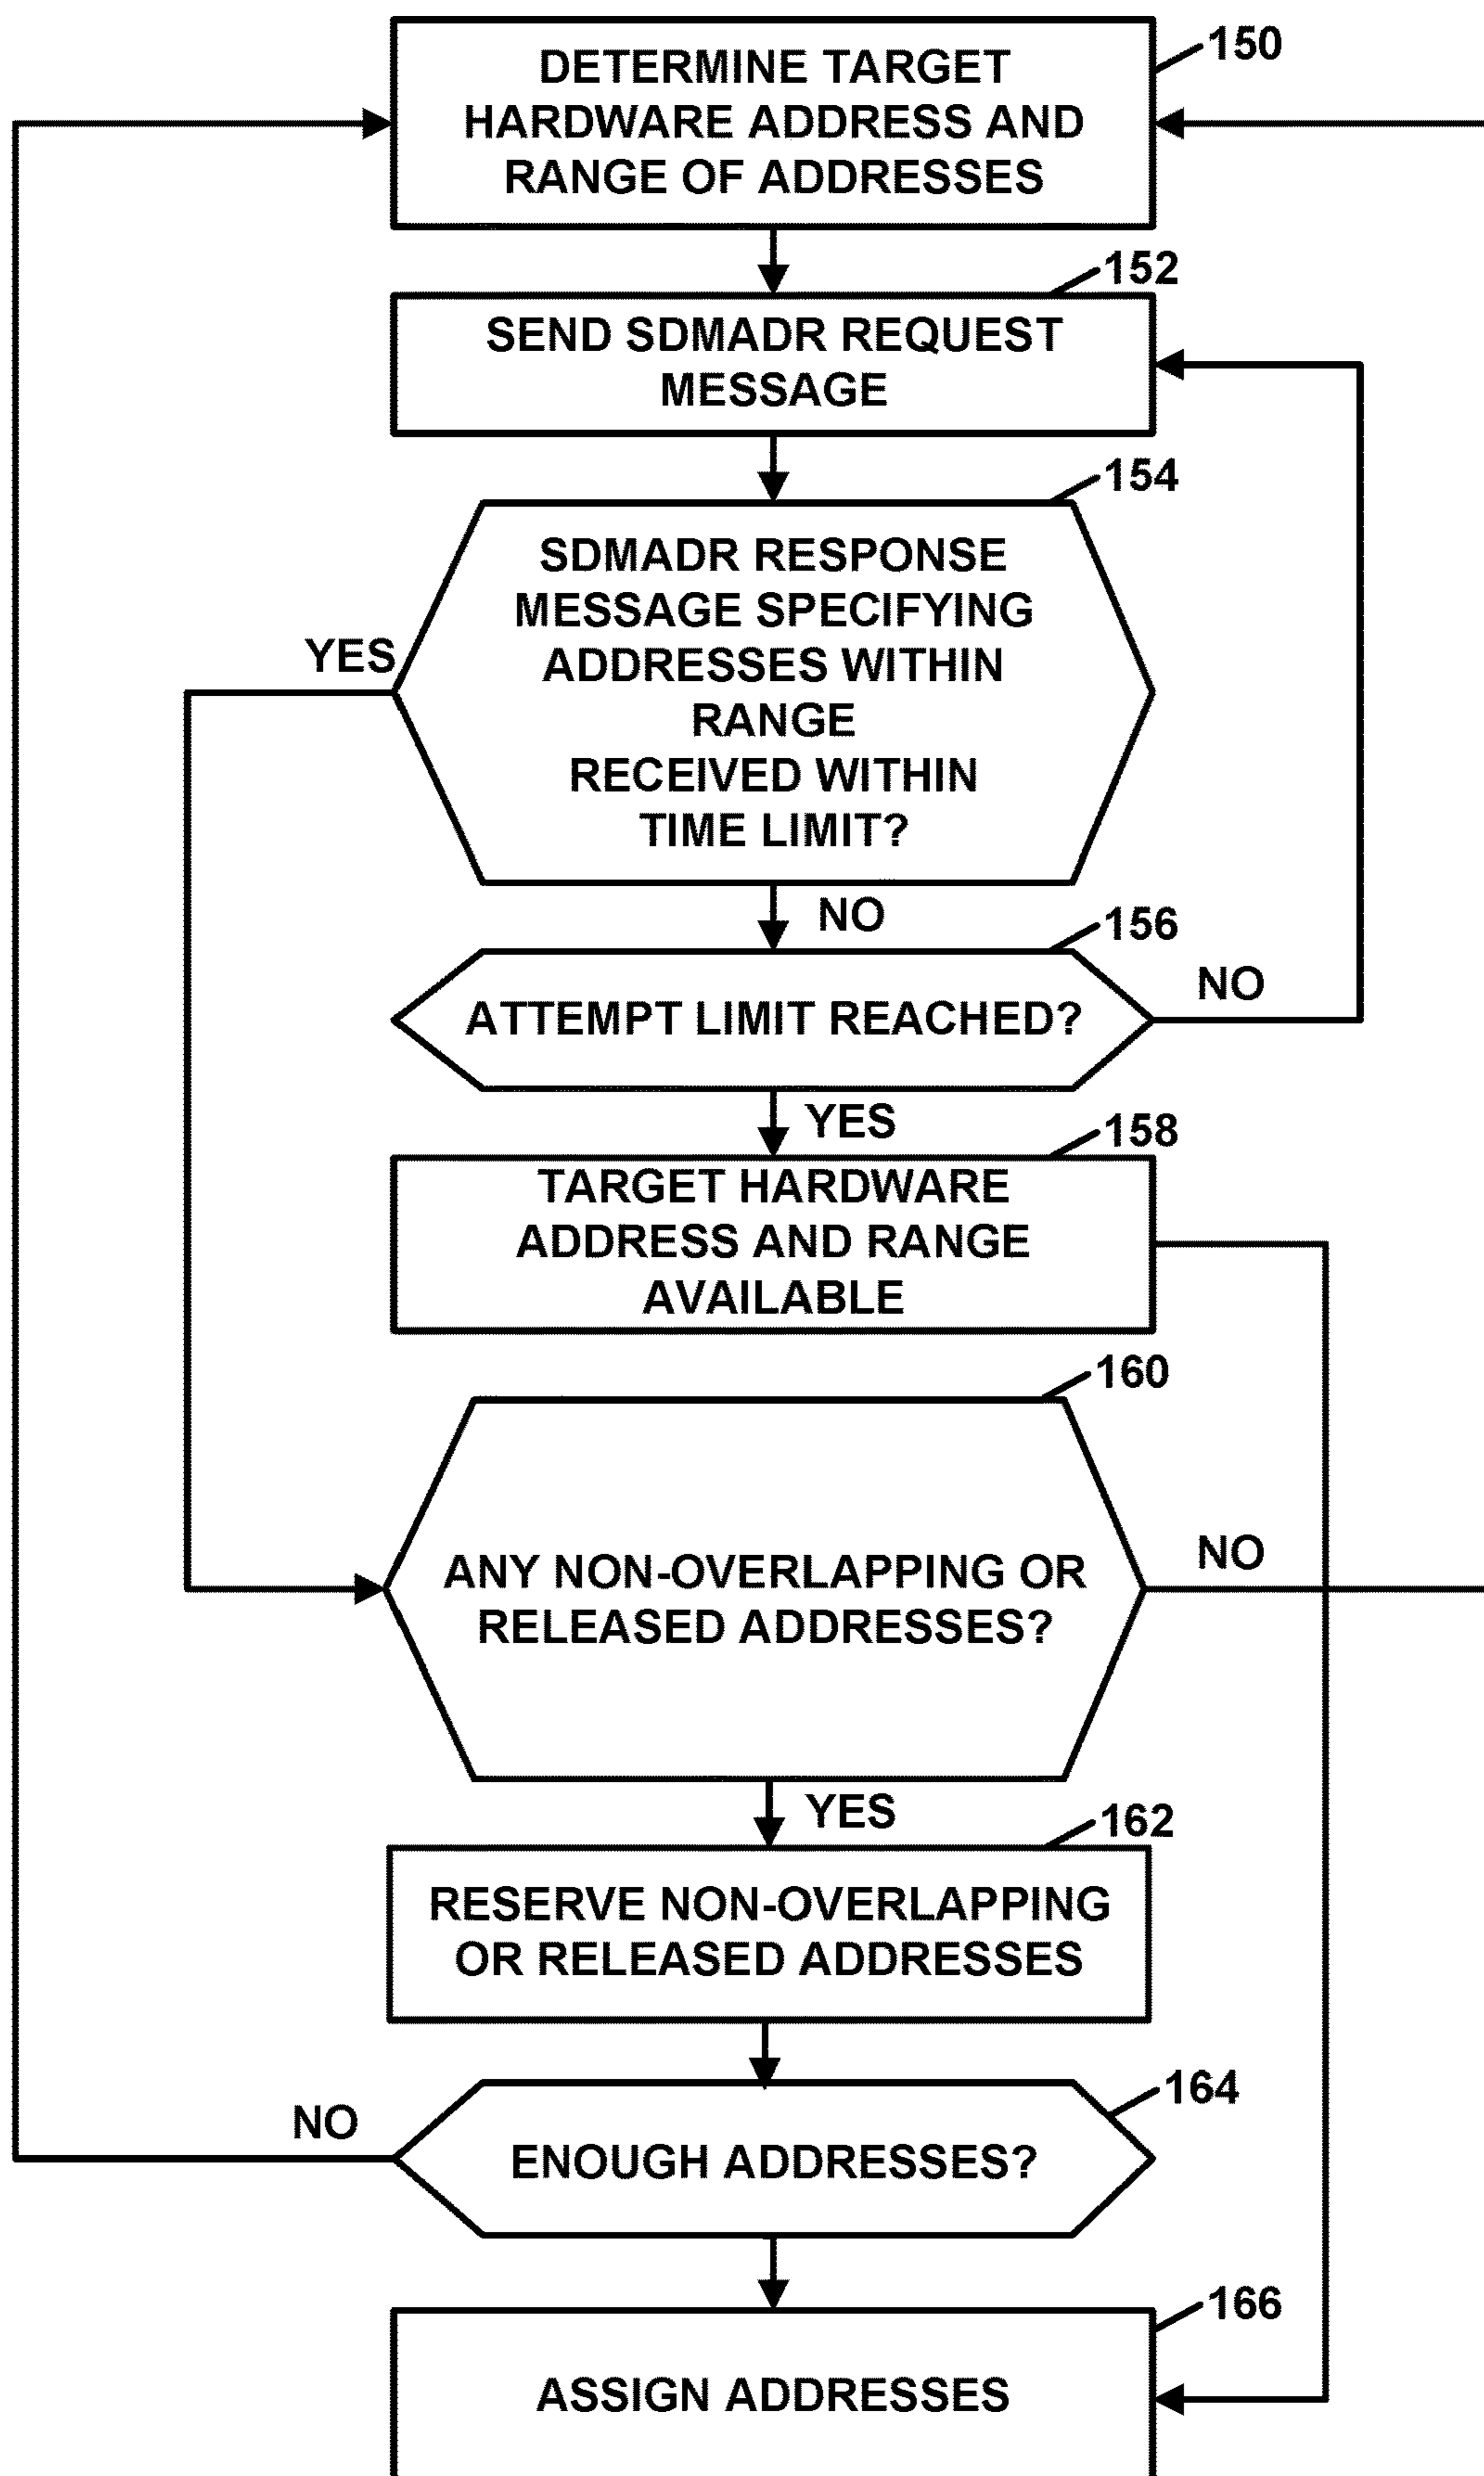 150
DETERMINE TARGET
HARDWARE ADDRESS AND
RANGE OF ADDRESSES
152
SEND SDMADR REQUEST
MESSAGE
154
SDMADR RESPONSE
MESSAGE SPECIFYING
ADDRESSES WITHIN
RANGE
RECEIVED WITHIN
TIME LIMIT?
YES
NO
156
ATTEMPT LIMIT REACHED?
NO
YES
158
TARGET HARDWARE
ADDRESS AND RANGE
AVAILABLE
160
ANY NON-OVERLAPPING OR
RELEASED ADDRESSES?
NO
YES
162
RESERVE NON-OVERLAPPING
OR RELEASED ADDRESSES
164
NO
ENOUGH ADDRESSES?
166
ASSIGN ADDRESSES